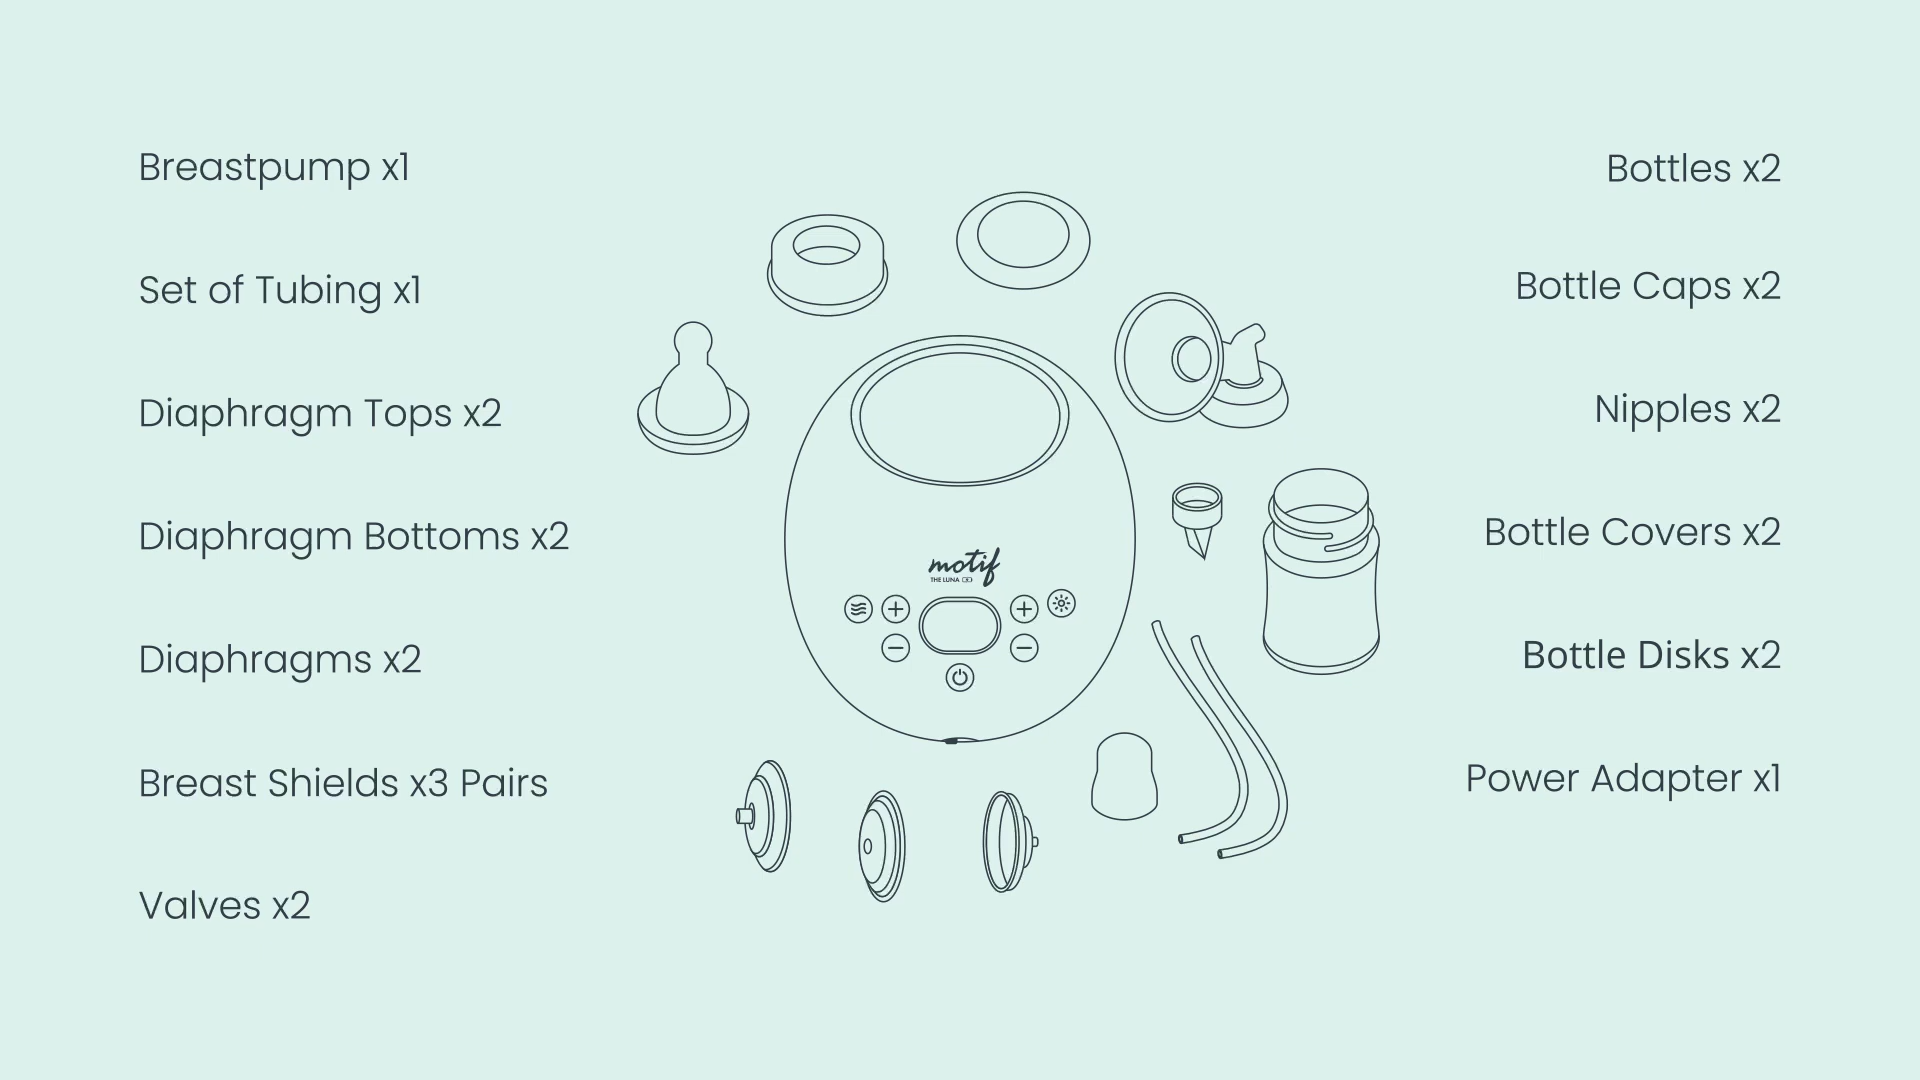 Breastpump x1
Set of Tubing x1
Diaphragm Tops x2
Diaphragm Bottoms x2
Diaphragms x2
Breast Shields x3 Pairs
Valves x2
motif
THE LUNA
Bottles x2
Bottle Caps x2
Nipples x2
Bottle Covers x2
Bottle Disks x2
Power Adapter x1